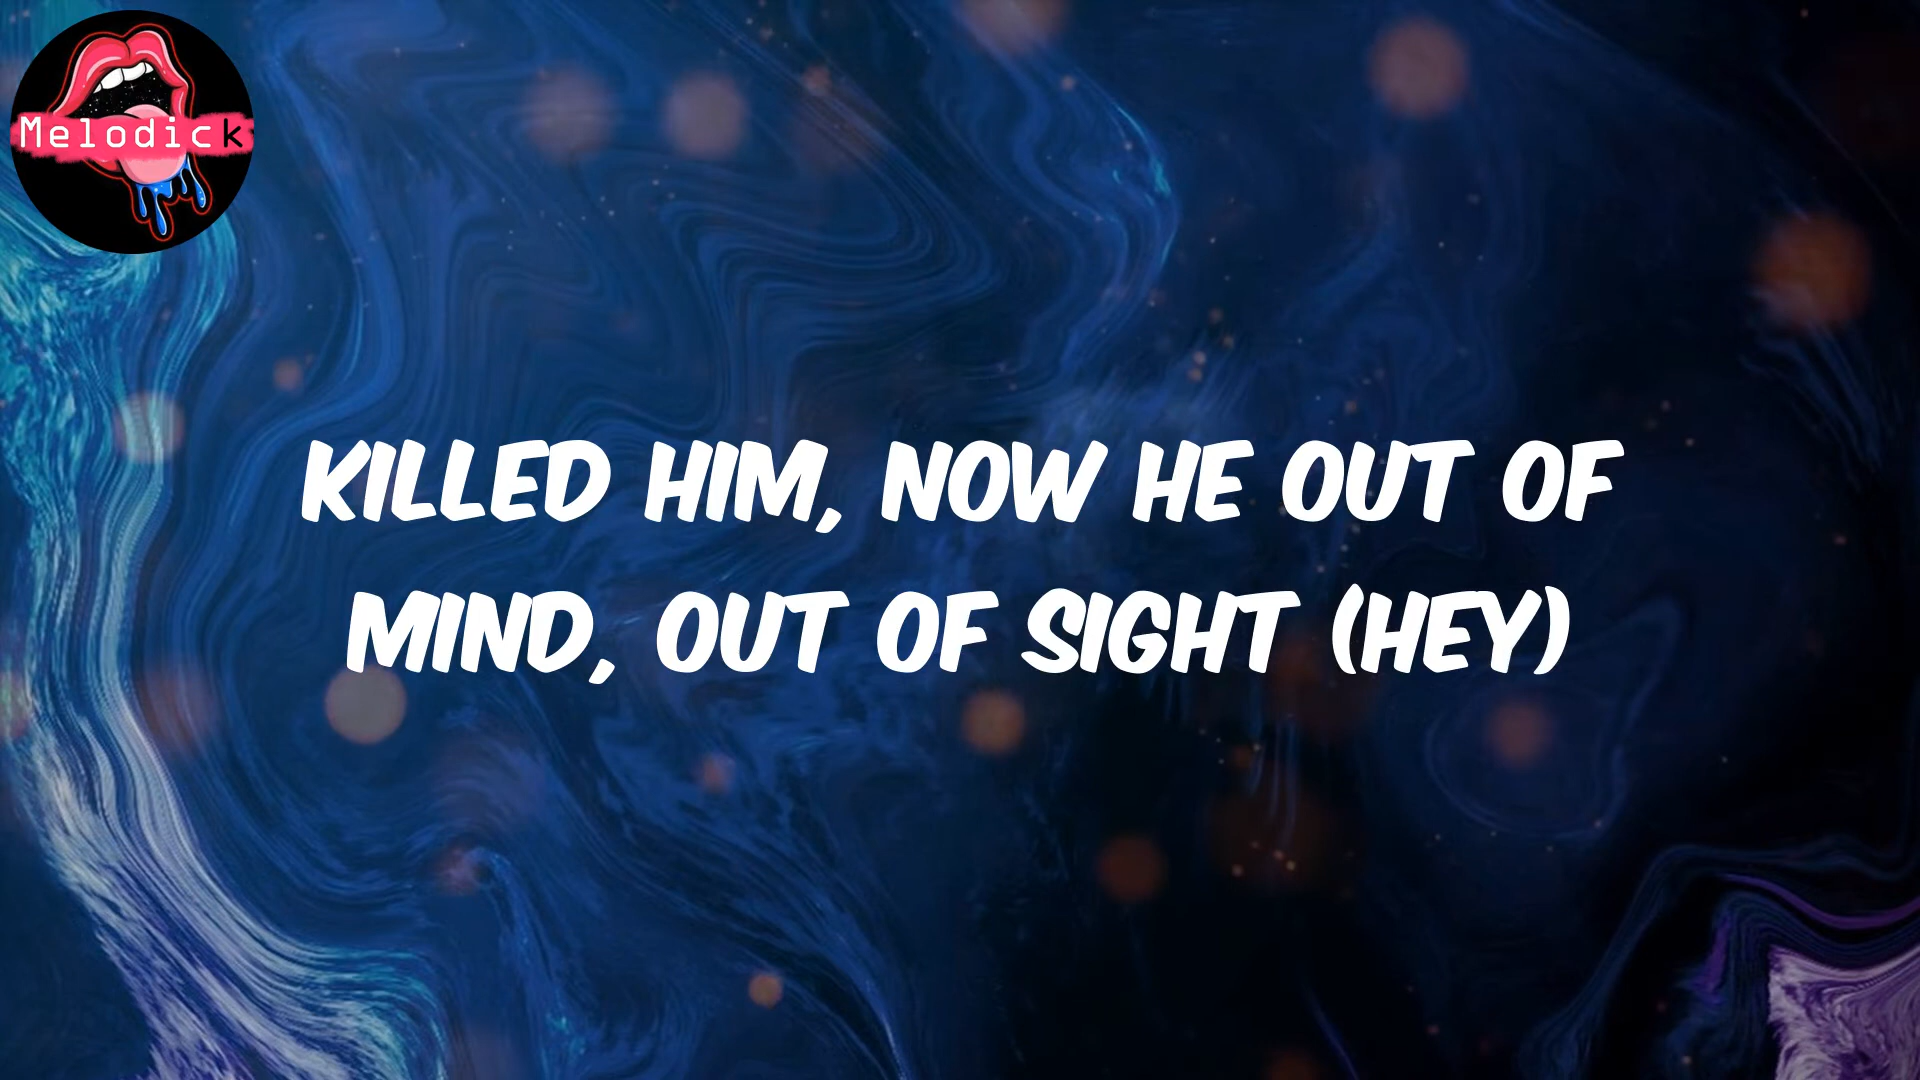 Melodick
KILLED HIM, NOW HE OUT OF
MIND, OUT OF SIGHT (HEY)